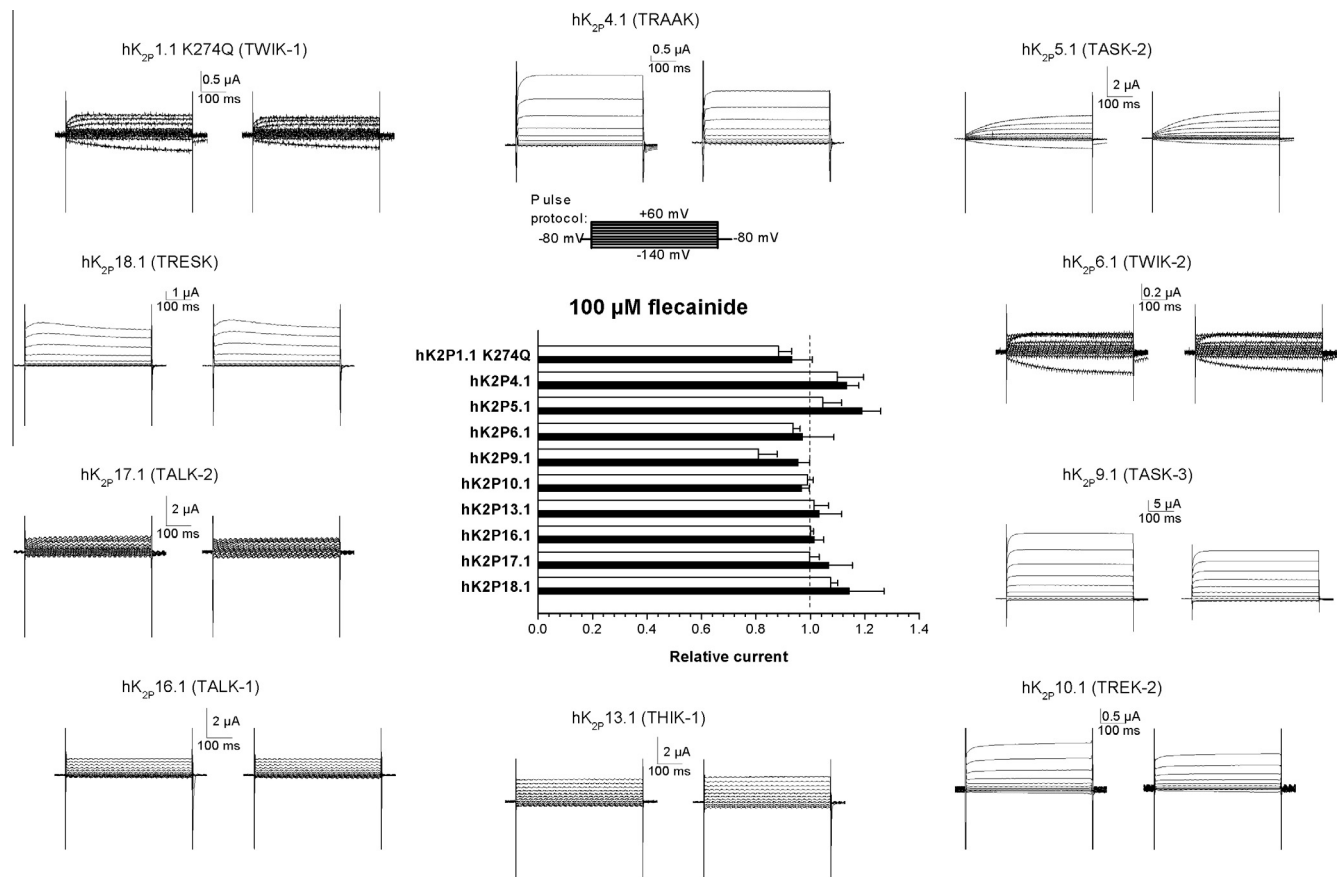 hK2P4.1 (TRAAK)
0.5 µA
100 ms
hK2P1.1 K274Q (TWIK-1)
0.5 µA
100 ms
hK2P5.1 (TASK-2)
2 µA
100 ms
Pulse
protocol:
+60 mV
-80 mV
-80 mV
-140 mV
hK2P18.1 (TRESK)
1 µA
100 ms
hK2P6.1 (TWIK-2)
0.2 µA
100 ms
100 µM flecainide
hK2P1.1 K274Q
hK2P4.1
hK2P5.1
hK2P6.1
hK2P9.1
hK2P10.1
hK2P13.1
hK2P16.1
hK2P17.1
hK2P18.1
0.0 0.2 0.4 0.6 0.8 1.0 1.2 1.4
Relative current
hK2P17.1 (TALK-2)
2 µA
100 ms
hK2P9.1 (TASK-3)
5 µA
100 ms
hK2P16.1 (TALK-1)
2 µA
100 ms
hK2P13.1 (THIK-1)
2 µA
100 ms
hK2P10.1 (TREK-2)
0.5 µA
100 ms